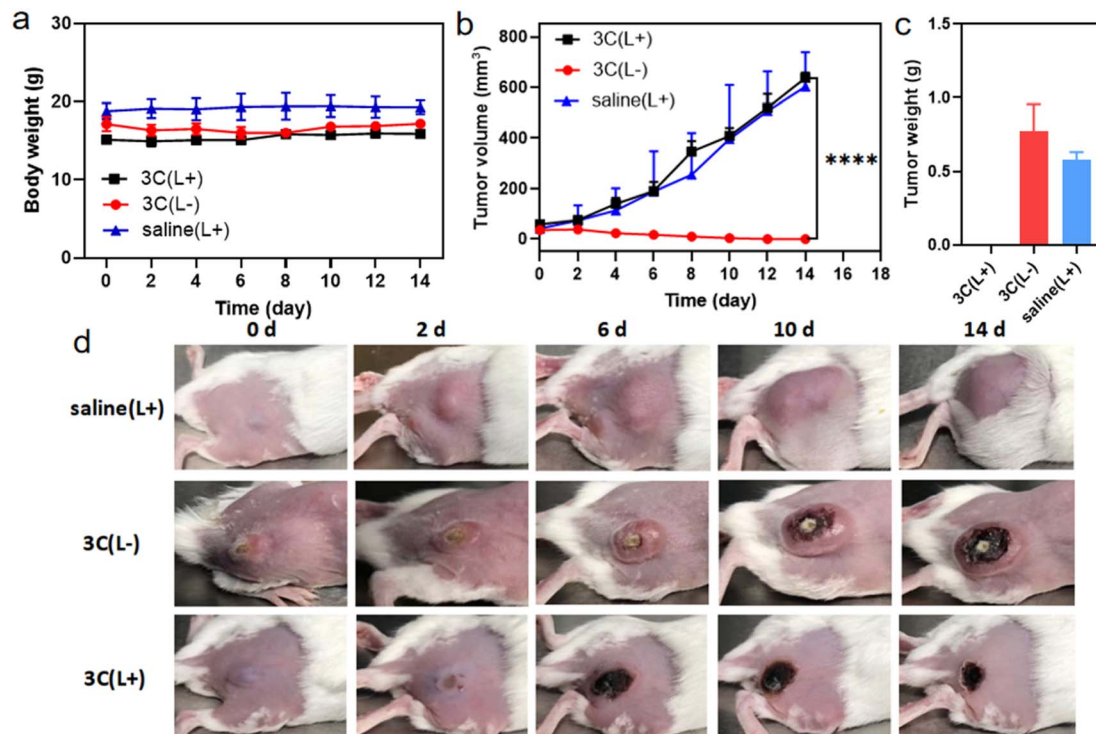 a
30
20
10
0
Body weight (g)
3C(L+)
3C(L-)
saline(L+)
0 2 4 6 8 10 12 14
Time (day)
b
800
600
400
200
0
Tumor volume (mm³)
3C(L+)
3C(L-)
saline(L+)
****
0 2 4 6 8 10 12 14 16 18
Time (day)
c
1.5
1.0
0.5
0.0
Tumor weight (g)
3C(L+)
3C(L-)
saline(L+)
d
0 d 2 d 6 d 10 d 14 d
saline(L+)
3C(L-)
3C(L+)